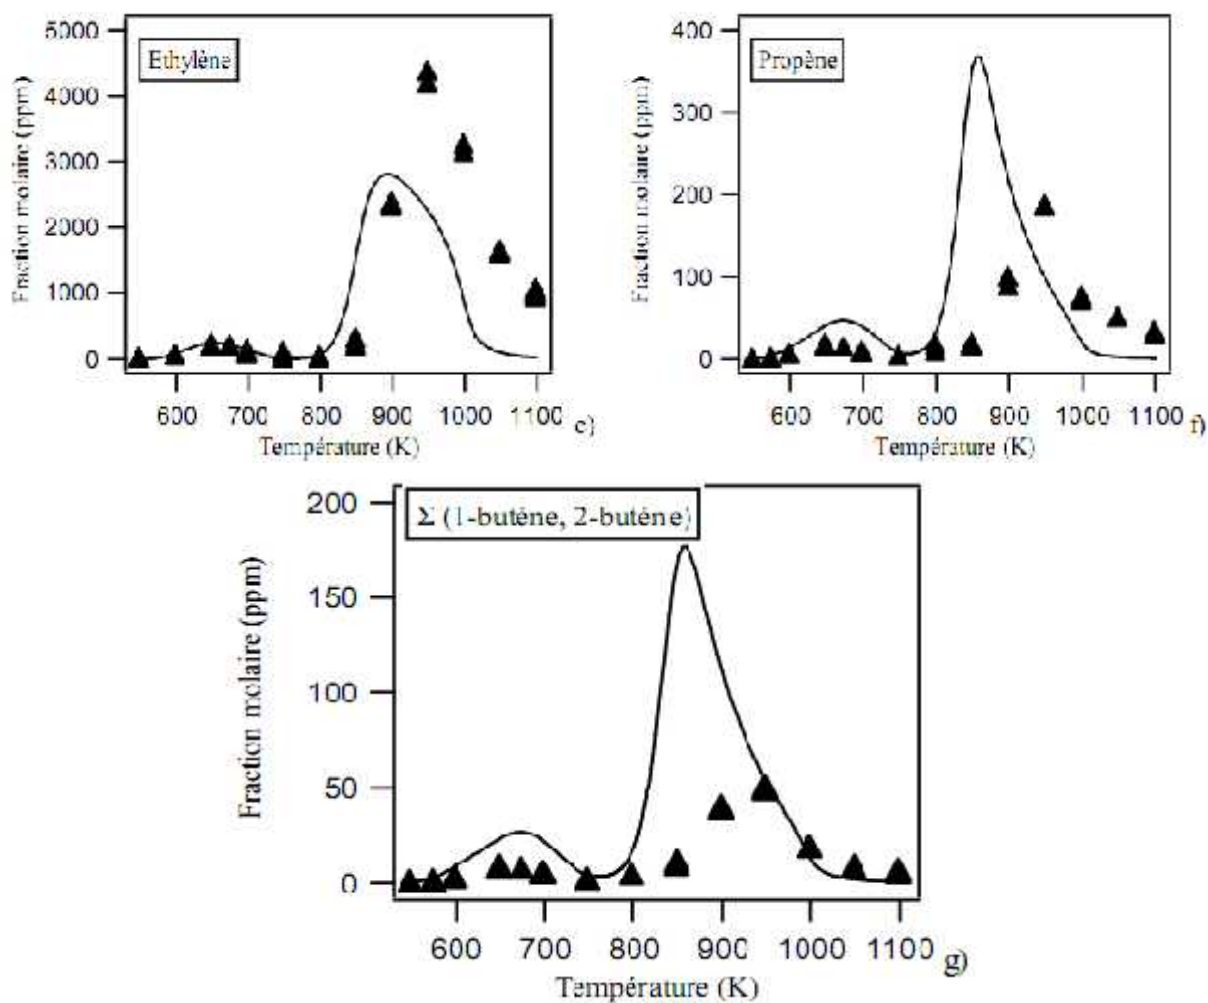 Ethylène
Fraction molaire (ppm)
5000
4000
3000
2000
1000
0
600 700 800 900 1000 1100
Température (K)
c)
Propène
Fraction molaire (ppm)
400
300
200
100
0
600 700 800 900 1000 1100
Température (K)
f)
Σ (1-butène, 2-butène)
Fraction molaire (ppm)
200
150
100
50
0
600 700 800 900 1000 1100
Température (K)
g)